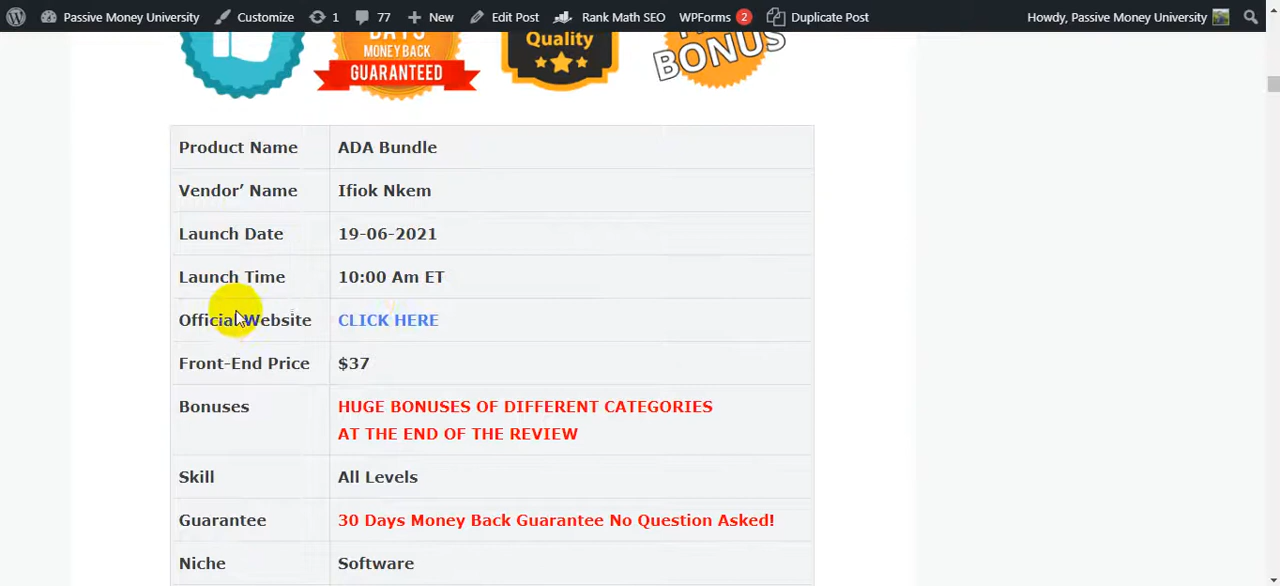 Passive Money University Customize 1 77 New Edit Post Rank Math SEO WPForms 2 Duplicate Post Howdy, Passive Money University
DAYS
MONEY BACK
GUARANTEED
Quality
BONUS
Product Name ADA Bundle
Vendor’ Name Ifiok Nkem
Launch Date 19-06-2021
Launch Time 10:00 Am ET
Official Website CLICK HERE
Front-End Price $37
Bonuses HUGE BONUSES OF DIFFERENT CATEGORIES
AT THE END OF THE REVIEW
Skill All Levels
Guarantee 30 Days Money Back Guarantee No Question Asked!
Niche Software